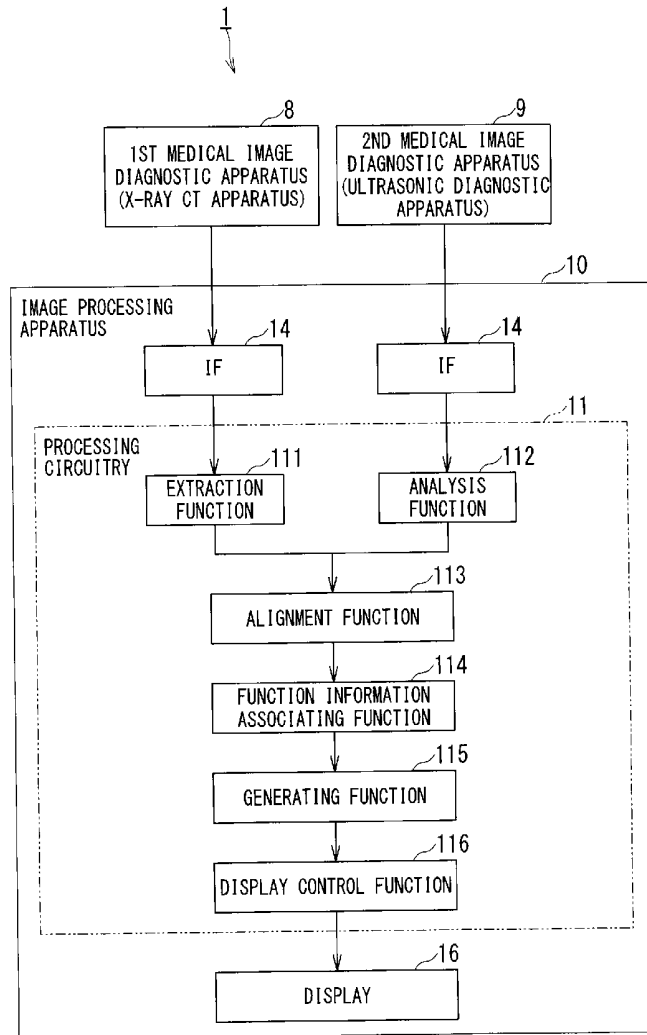 1
8
1ST MEDICAL IMAGE
DIAGNOSTIC APPARATUS
(X-RAY CT APPARATUS)
9
2ND MEDICAL IMAGE
DIAGNOSTIC APPARATUS
(ULTRASONIC DIAGNOSTIC
APPARATUS)
10
IMAGE PROCESSING
APPARATUS
14
IF
14
IF
11
PROCESSING
CIRCUITRY
111
EXTRACTION
FUNCTION
112
ANALYSIS
FUNCTION
113
ALIGNMENT FUNCTION
114
FUNCTION INFORMATION
ASSOCIATING FUNCTION
115
GENERATING FUNCTION
116
DISPLAY CONTROL FUNCTION
16
DISPLAY